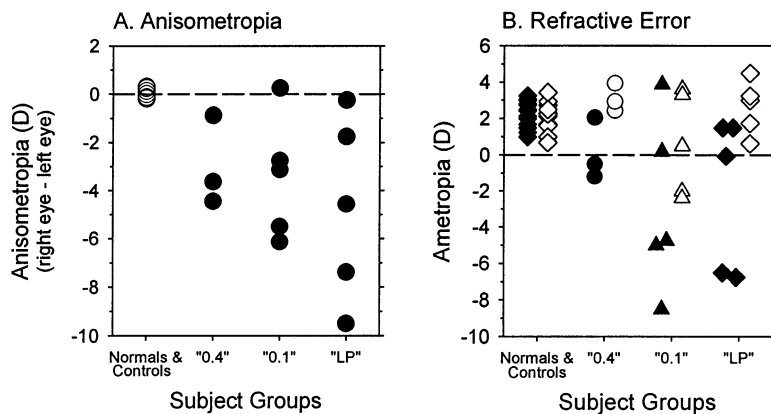 A. Anisometropia
Anisometropia (D)
(right eye - left eye)
2
0
-2
-4
-6
-8
-10
Normals & Controls
"0.4"
"0.1"
"LP"
Subject Groups
B. Refractive Error
Ametropia (D)
6
4
2
0
-2
-4
-6
-8
-10
Normals & Controls
"0.4"
"0.1"
"LP"
Subject Groups